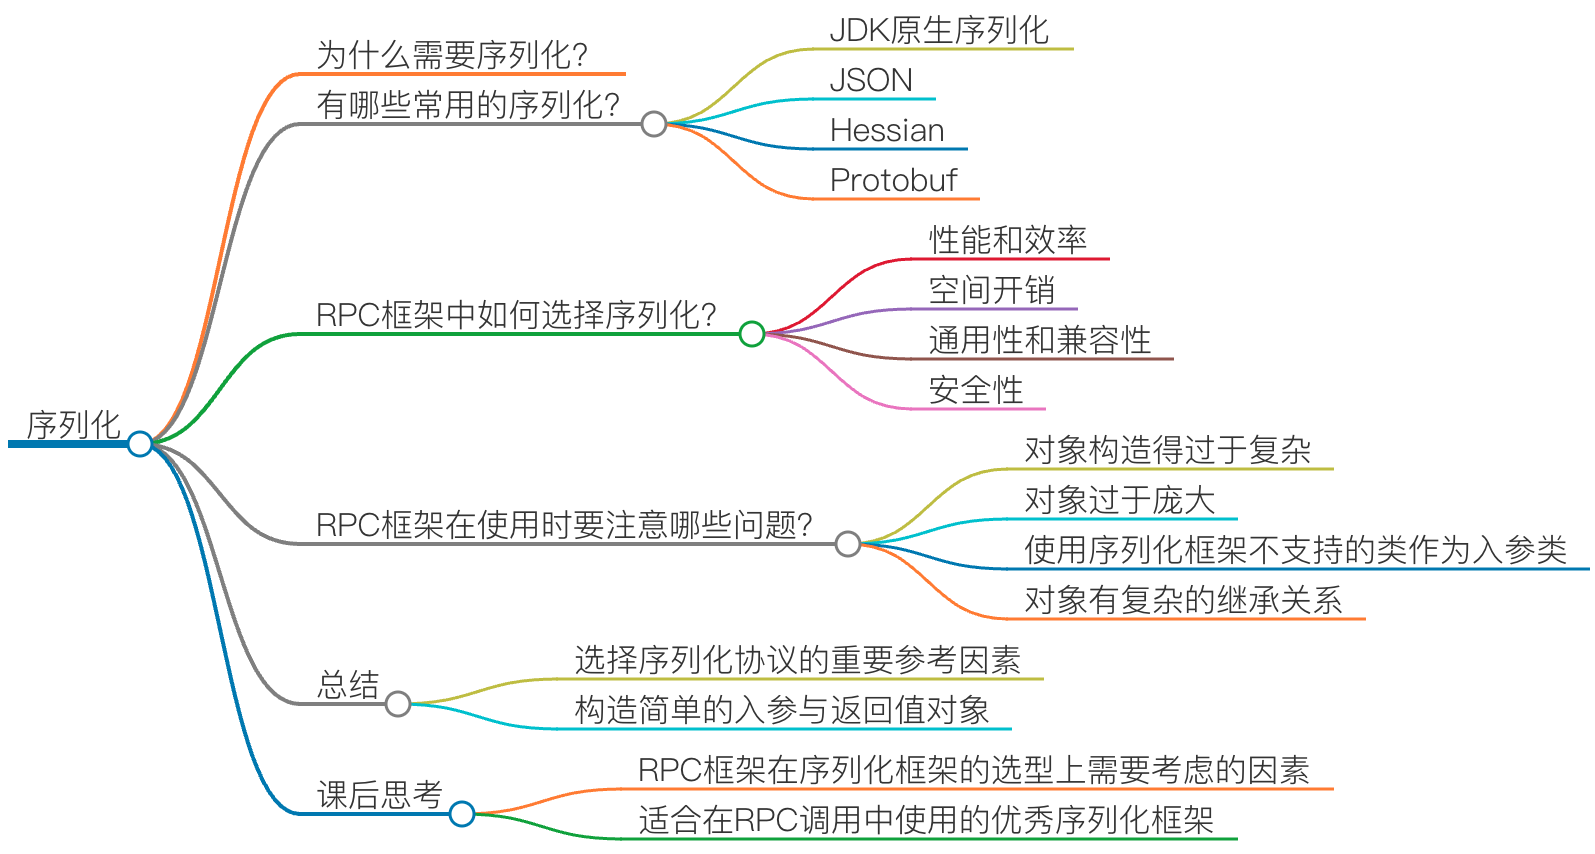 序列化
为什么需要序列化？
有哪些常用的序列化？
JDK原生序列化
JSON
Hessian
Protobuf
RPC框架中如何选择序列化？
性能和效率
空间开销
通用性和兼容性
安全性
RPC框架在使用时要注意哪些问题？
对象构造得过于复杂
对象过于庞大
使用序列化框架不支持的类作为入参类
对象有复杂的继承关系
总结
选择序列化协议的重要参考因素
构造简单的入参与返回值对象
课后思考
RPC框架在序列化框架的选型上需要考虑的因素
适合在RPC调用中使用的优秀序列化框架